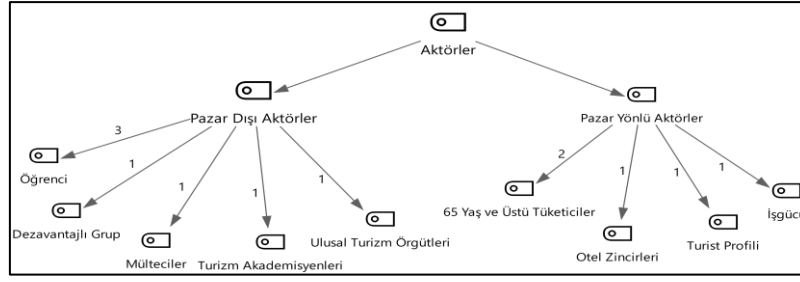 Aktörler
Pazar Dışı Aktörler
Pazar Yönlü Aktörler
3
1
1
1
1
2
1
1
1
Öğrenci
Dezavantajlı Grup
Mülteciler
Turizm Akademisyenleri
Ulusal Turizm Örgütleri
65 Yaş ve Üstü Tüketiciler
Otel Zincirleri
Turist Profili
İşgücü